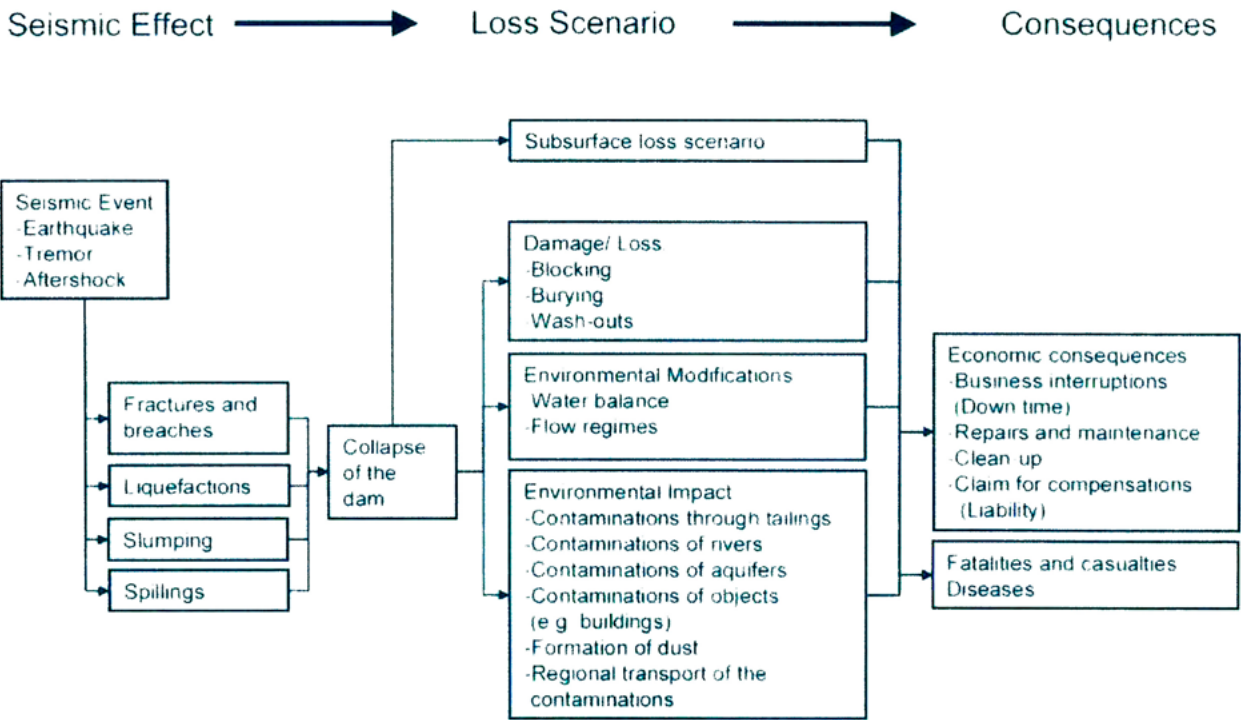 Seismic Effect
Loss Scenario
Consequences
Subsurface loss scenario
Seismic Event
-Earthquake
-Tremor
-Aftershock
Damage/ Loss
-Blocking
-Burying
-Wash-outs
Environmental Modifications
Water balance
-Flow regimes
Economic consequences
-Business interruptions
(Down time)
-Repairs and maintenance
-Clean up
-Claim for compensations
(Liability)
Fractures and
breaches
Liquefactions
Slumping
Spillings
Collapse
of the
dam
Environmental Impact
-Contaminations through tailings
-Contaminations of rivers
-Contaminations of aquifers
-Contaminations of objects
(e g buildings)
-Formation of dust
-Regional transport of the
contaminations
Fatalities and casualties
Diseases